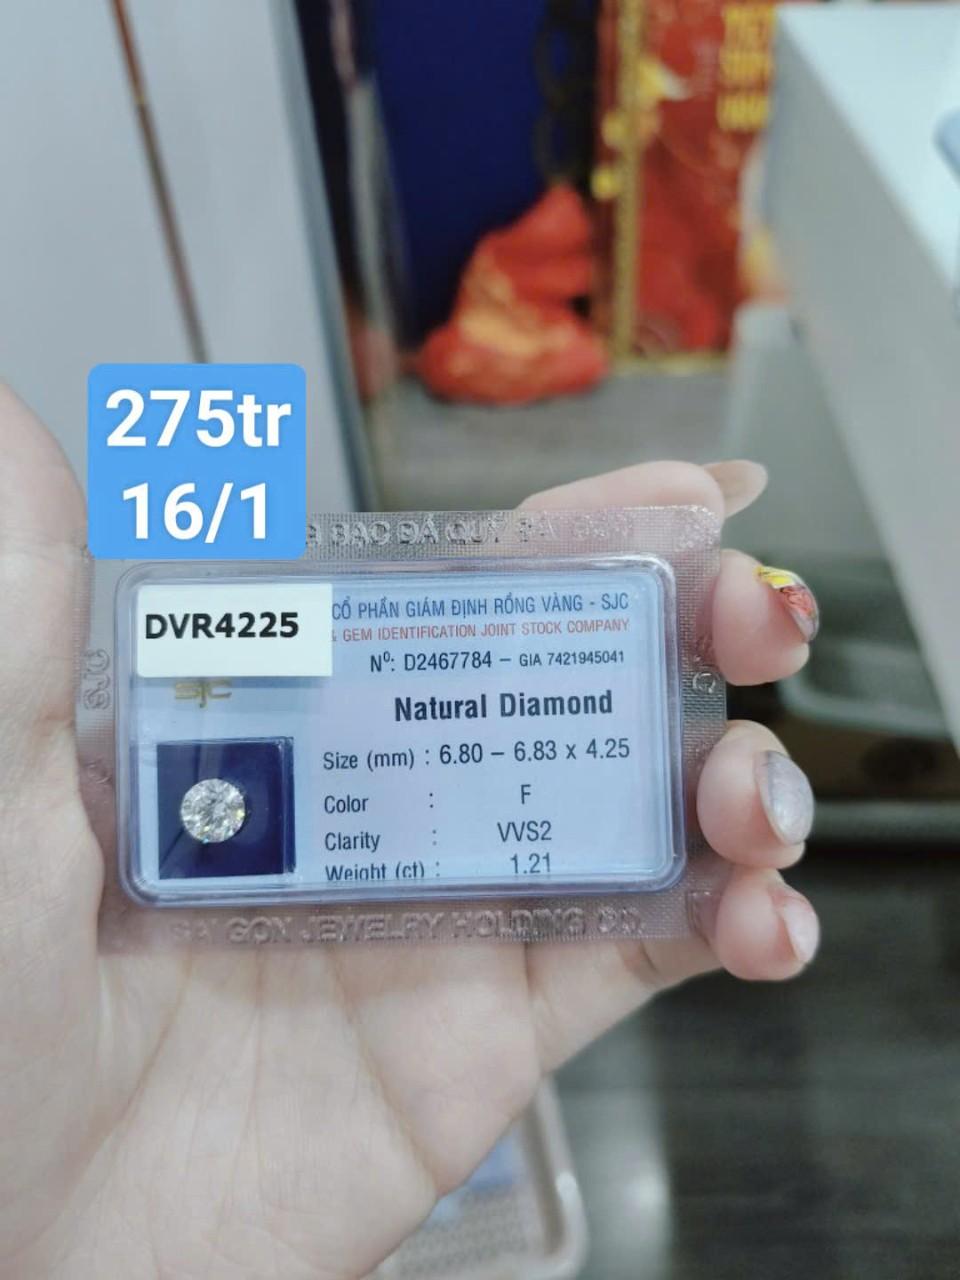 275tr
16/1
BẠC ĐÁ QUÝ
DVR4225
CỔ PHẦN GIÁM ĐỊNH RỒNG VÀNG - SJC
GEM IDENTIFICATION JOINT STOCK COMPANY
Nº: D2467784 – GIA 7421945041
SJC
Natural Diamond
Size (mm) : 6.80 – 6.83 x 4.25
Color : F
Clarity : VVS2
Weight (ct) : 1.21
SAI GON JEWELRY HOLDING CO.
SJC